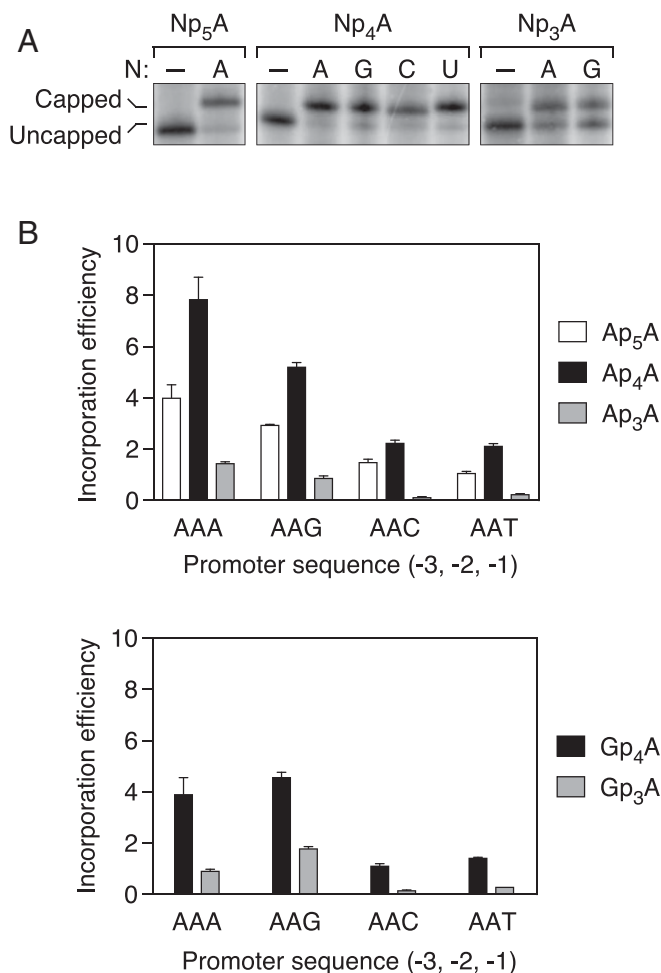 A
Np5A Np4A Np3A
N: – A – A G C U – A G
Capped
Uncapped
B
Incorporation efficiency
10
8
6
4
2
0
AAA AAG AAC AAT
Promoter sequence (-3, -2, -1)
Ap5A
Ap4A
Ap3A
Incorporation efficiency
10
8
6
4
2
0
AAA AAG AAC AAT
Promoter sequence (-3, -2, -1)
Gp4A
Gp3A